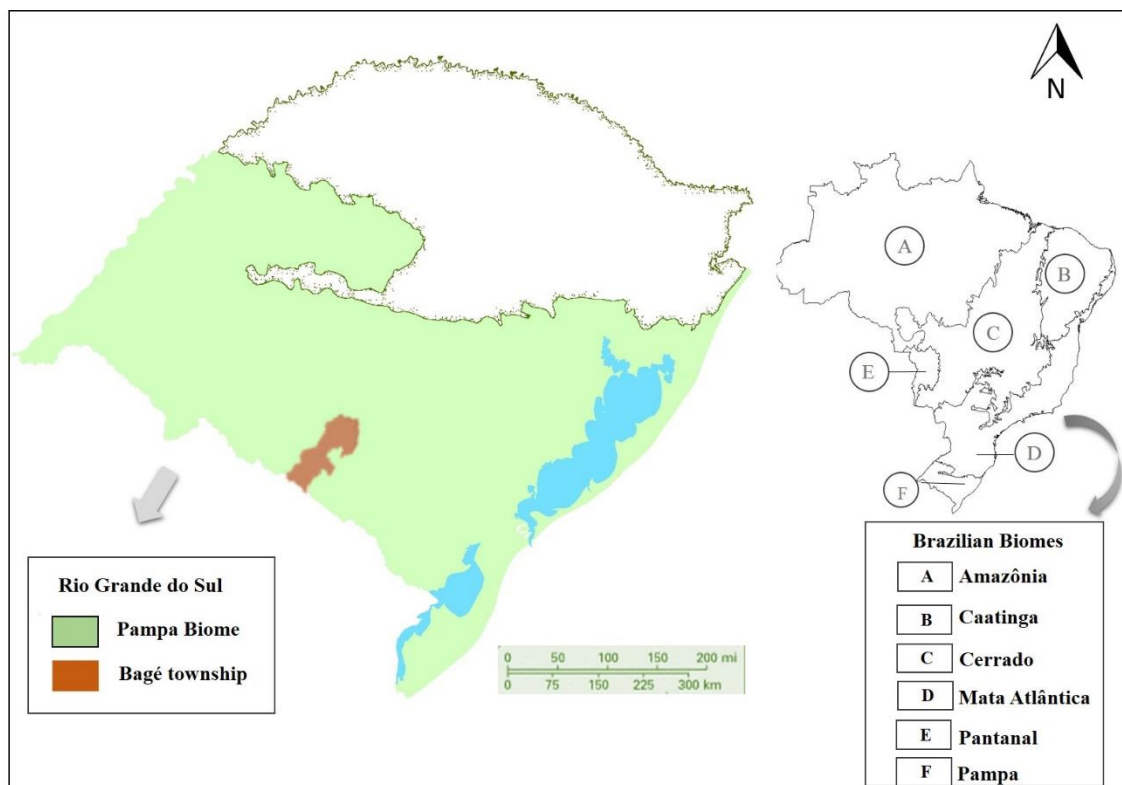 N
A
B
C
E
D
F
Rio Grande do Sul
Pampa Biome
Bagé township
0 50 100 150 200 mi
0 75 150 225 300 km
Brazilian Biomes
A Amazônia
B Caatinga
C Cerrado
D Mata Atlântica
E Pantanal
F Pampa